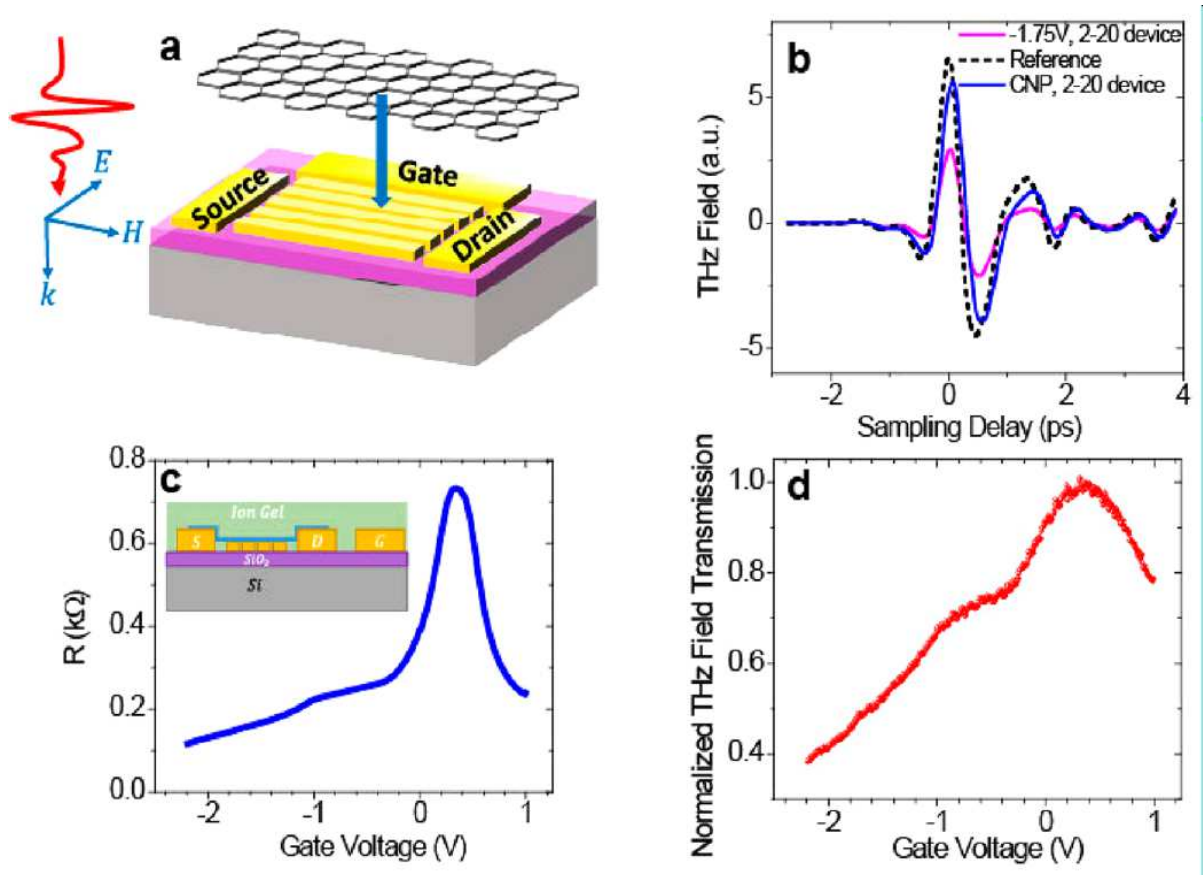 a
E
H
k
Source
Gate
Drain
b
-1.75V, 2-20 device
Reference
CNP, 2-20 device
THz Field (a.u.)
5
0
-5
-2
0
2
4
Sampling Delay (ps)
c
Ion Gel
S
D
G
SiO₂
Si
R (kΩ)
0.8
0.6
0.4
0.2
0.0
-2
-1
0
1
Gate Voltage (V)
d
Normalized THz Field Transmission
1.0
0.8
0.6
0.4
-2
-1
0
1
Gate Voltage (V)